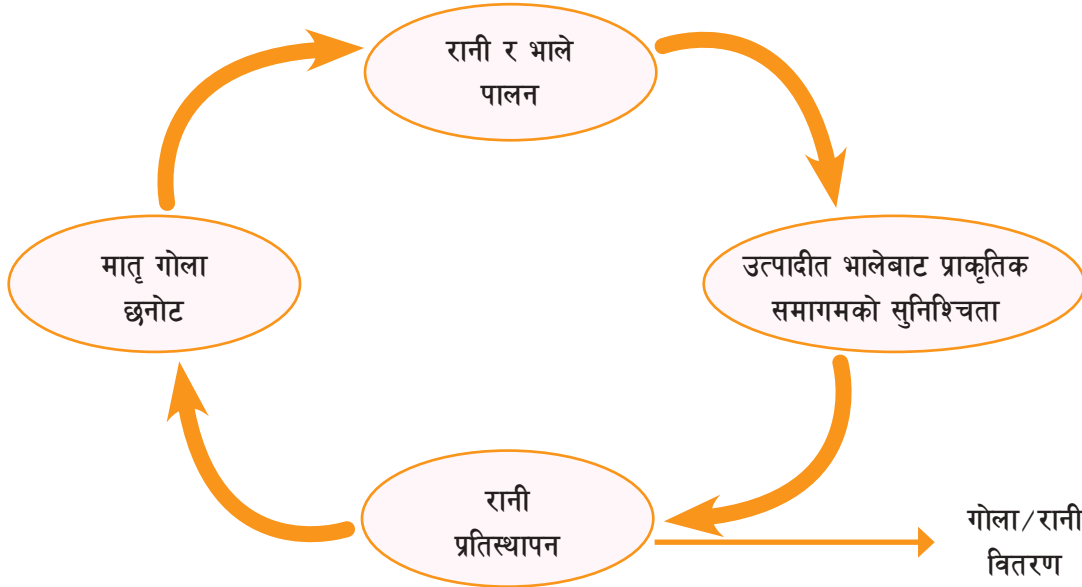 रानी र भाले
पालन
मातृ गोला
छनोट
उत्पादीत भालेबाट प्राकृतिक
समागमको सुनिश्चिता
रानी
प्रतिस्थापन
गोला/रानी
वितरण